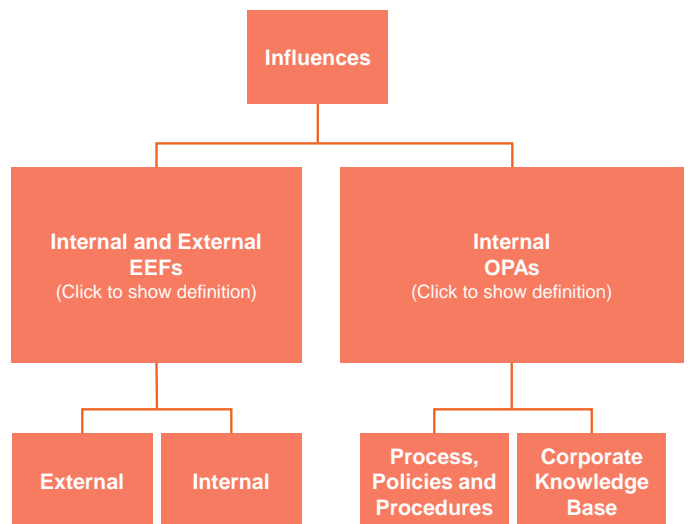 Influences
Internal and External
EEFs
(Click to show definition)
Internal
OPAs
(Click to show definition)
External
Internal
Process,
Policies and
Procedures
Corporate
Knowledge
Base